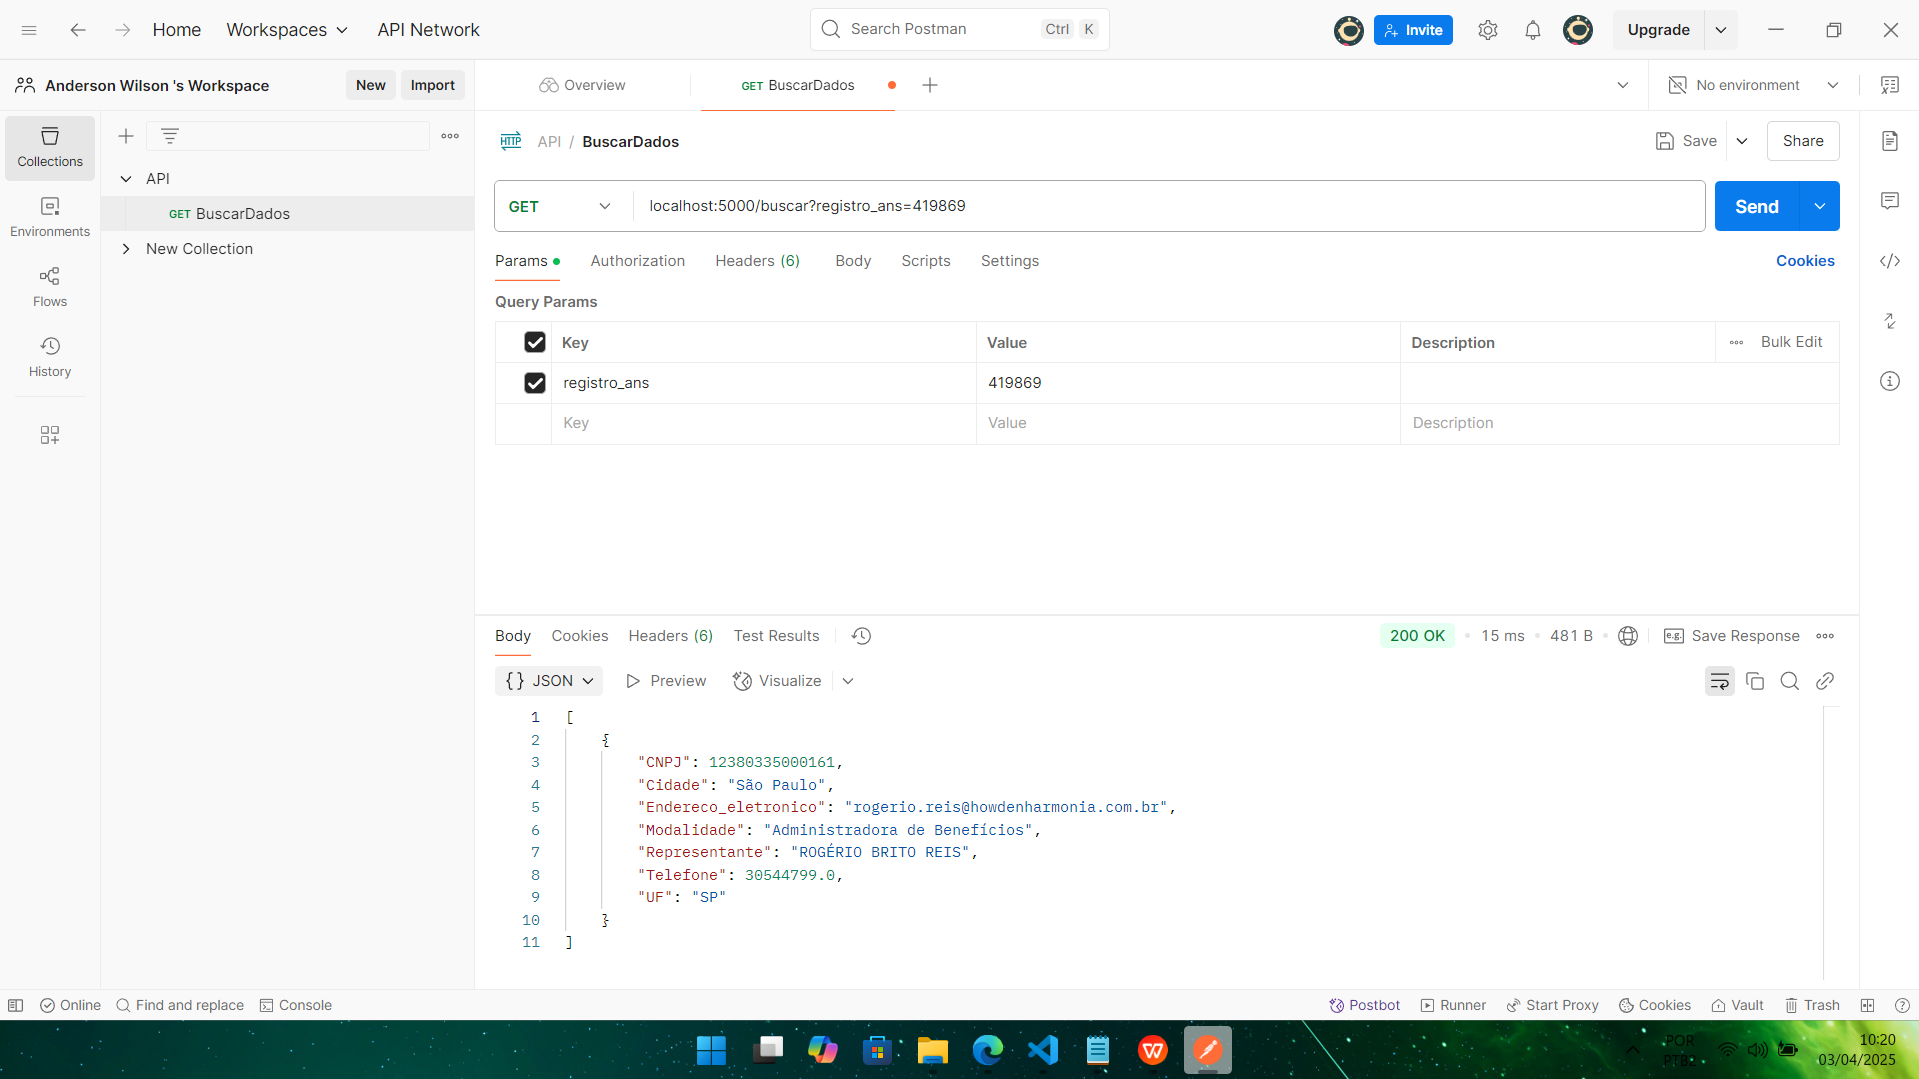 Home Workspaces API Network Search Postman Ctrl K Invite Upgrade
Anderson Wilson 's Workspace New Import Overview GET BuscarDados No environment
Collections
Environments
Flows
History
API
GET BuscarDados
New Collection
HTTP API / BuscarDados Save Share
GET localhost:5000/buscar?registro_ans=419869 Send
Params Authorization Headers (6) Body Scripts Settings Cookies
Query Params
Key Value Description Bulk Edit
registro_ans 419869
Key Value Description
Body Cookies Headers (6) Test Results 200 OK 15 ms 481 B e.g. Save Response
{} JSON Preview Visualize
1 [
2 {
3 "CNPJ": 12380335000161,
4 "Cidade": "São Paulo",
5 "Endereco_eletronico": "rogerio.reis@howdenharmonia.com.br",
6 "Modalidade": "Administradora de Benefícios",
7 "Representante": "ROGÉRIO BRITO REIS",
8 "Telefone": 30544799.0,
9 "UF": "SP"
10 }
11 ]
Online Find and replace Console Postbot Runner Start Proxy Cookies Vault Trash
POR
PTB2
10:20
03/04/2025